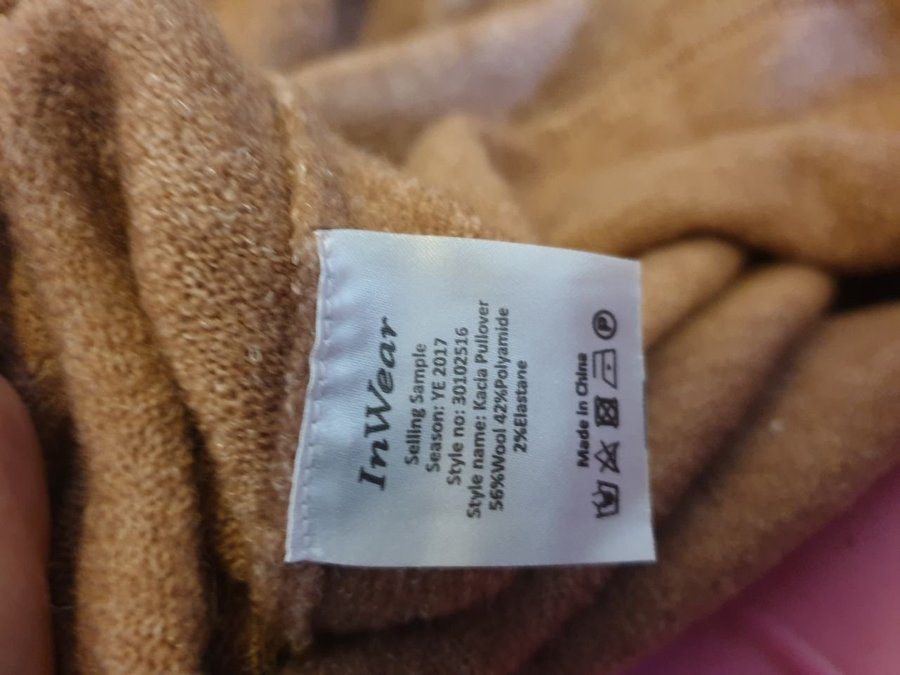 InWear
Selling Sample
Season: YE 2017
Style no: 30102516
Style name: Kacia Pullover
56%Wool 42%Polyamide
2%Elastane
Made in China
P